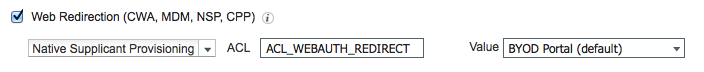 Web Redirection (CWA, MDM, NSP, CPP) i
Native Supplicant Provisioning ACL ACL_WEBAUTH_REDIRECT Value BYOD Portal (default)